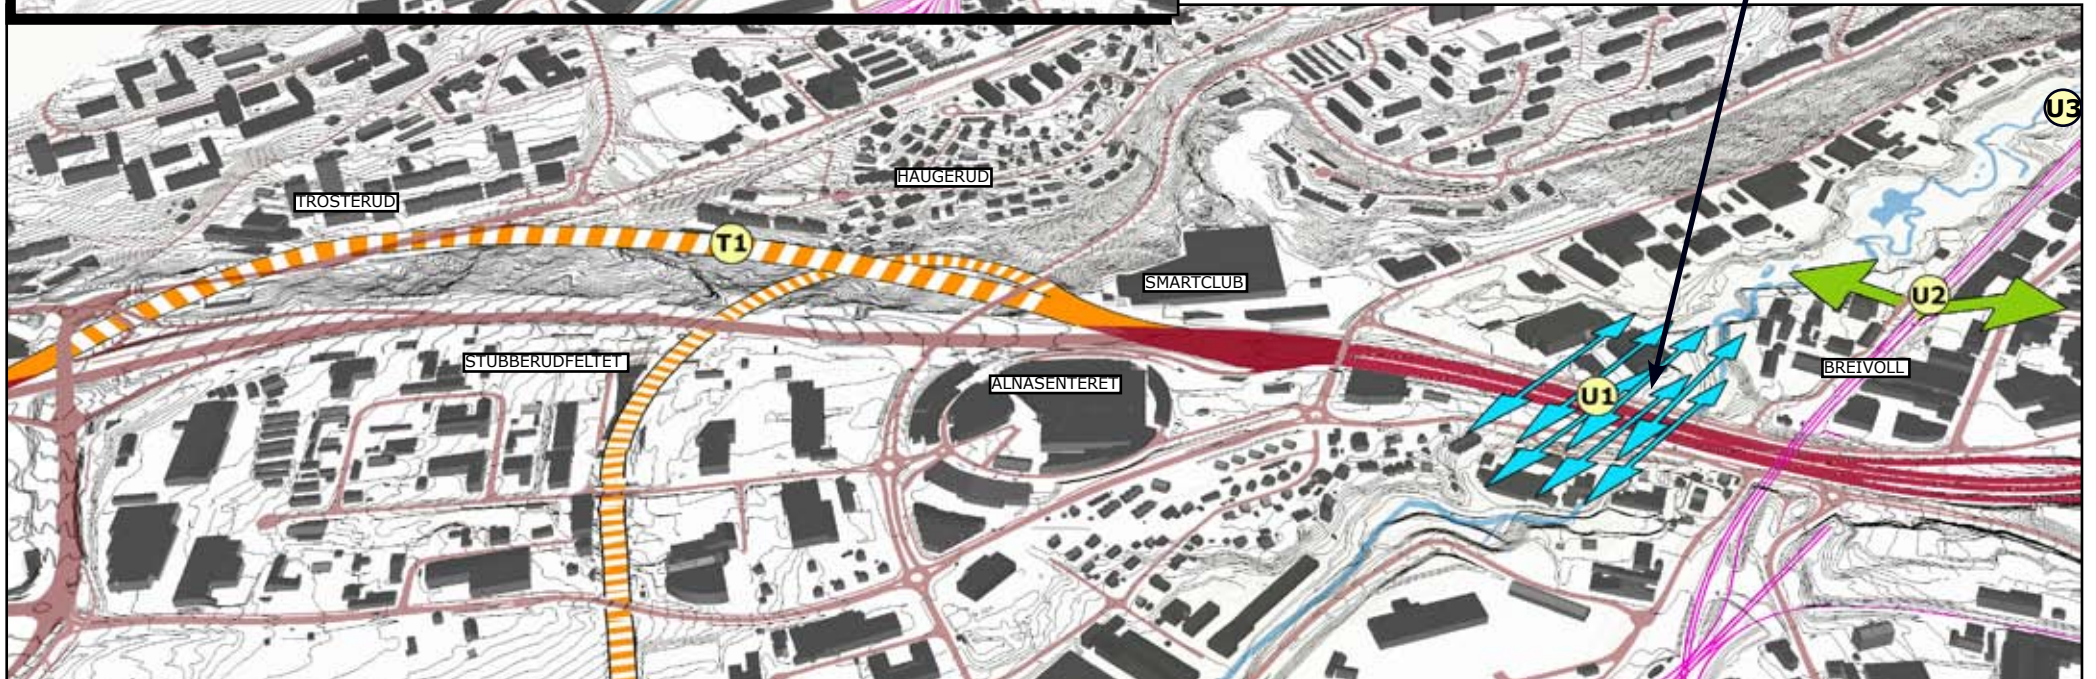 U3
HAUGERUD
TROSTERUD
T1
SMARTCLUB
U2
STUBBERUDFELTET
BREIVOLL
ALNASENTERET
U1